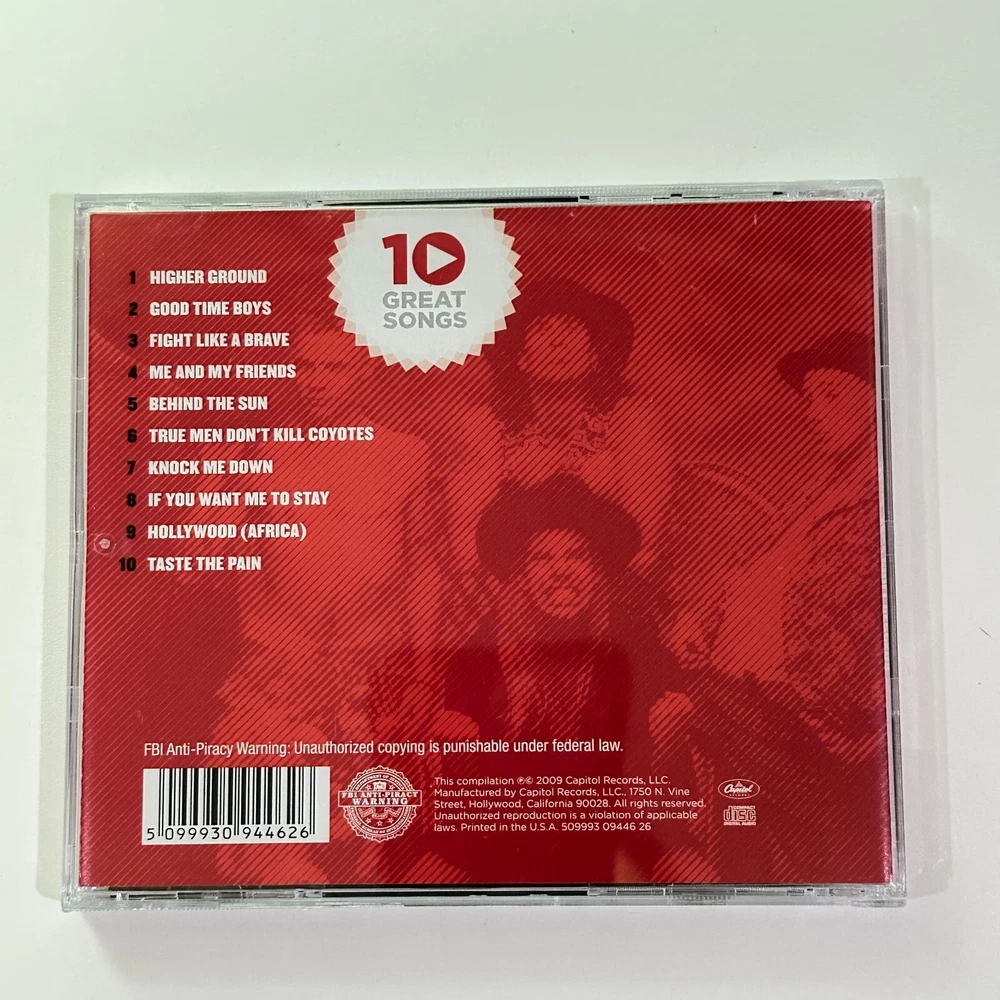 10
GREAT
SONGS
1 HIGHER GROUND
2 GOOD TIME BOYS
3 FIGHT LIKE A BRAVE
4 ME AND MY FRIENDS
5 BEHIND THE SUN
6 TRUE MEN DON'T KILL COYOTES
7 KNOCK ME DOWN
8 IF YOU WANT ME TO STAY
9 HOLLYWOOD (AFRICA)
10 TASTE THE PAIN
FBI Anti-Piracy Warning: Unauthorized copying is punishable under federal law.
5 099930 944626
FBI ANTI-PIRACY
WARNING
This compilation ℗© 2009 Capitol Records, LLC.
Manufactured by Capitol Records, LLC., 1750 N. Vine
Street, Hollywood, California 90028. All rights reserved.
Unauthorized reproduction is a violation of applicable
laws. Printed in the U.S.A. 509993 09446 26
Capitol
RECORDS
COMPACT
disc
DIGITAL AUDIO